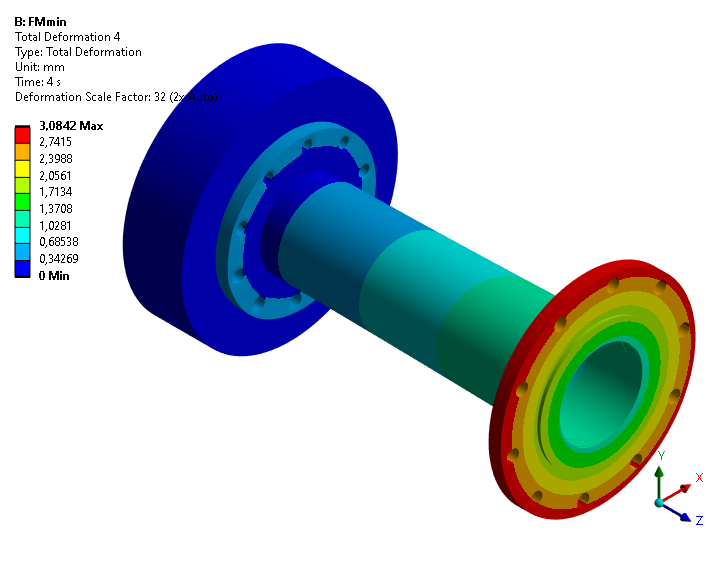 B: FMmin
Total Deformation 4
Type: Total Deformation
Unit: mm
Time: 4 s
Deformation Scale Factor: 32 (2x Auto)
3,0842 Max
2,7415
2,3988
2,0561
1,7134
1,3708
1,0281
0,68538
0,34269
0 Min
Y
X
Z